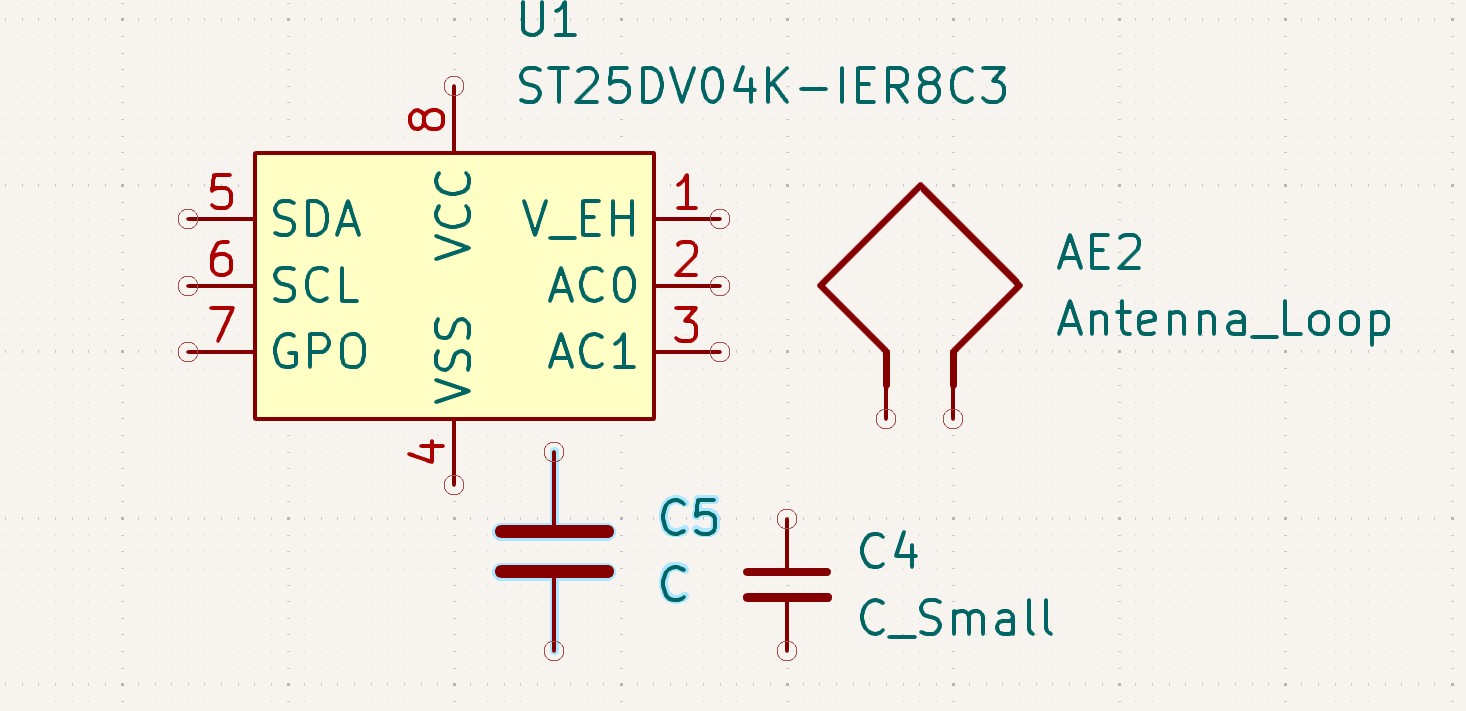 U1
ST25DV04K-IER8C3
8
5
SDA
VCC
V_EH
1
6
SCL
AC0
2
7
GPO
VSS
AC1
3
4
AE2
Antenna_Loop
C5
C
C4
C_Small